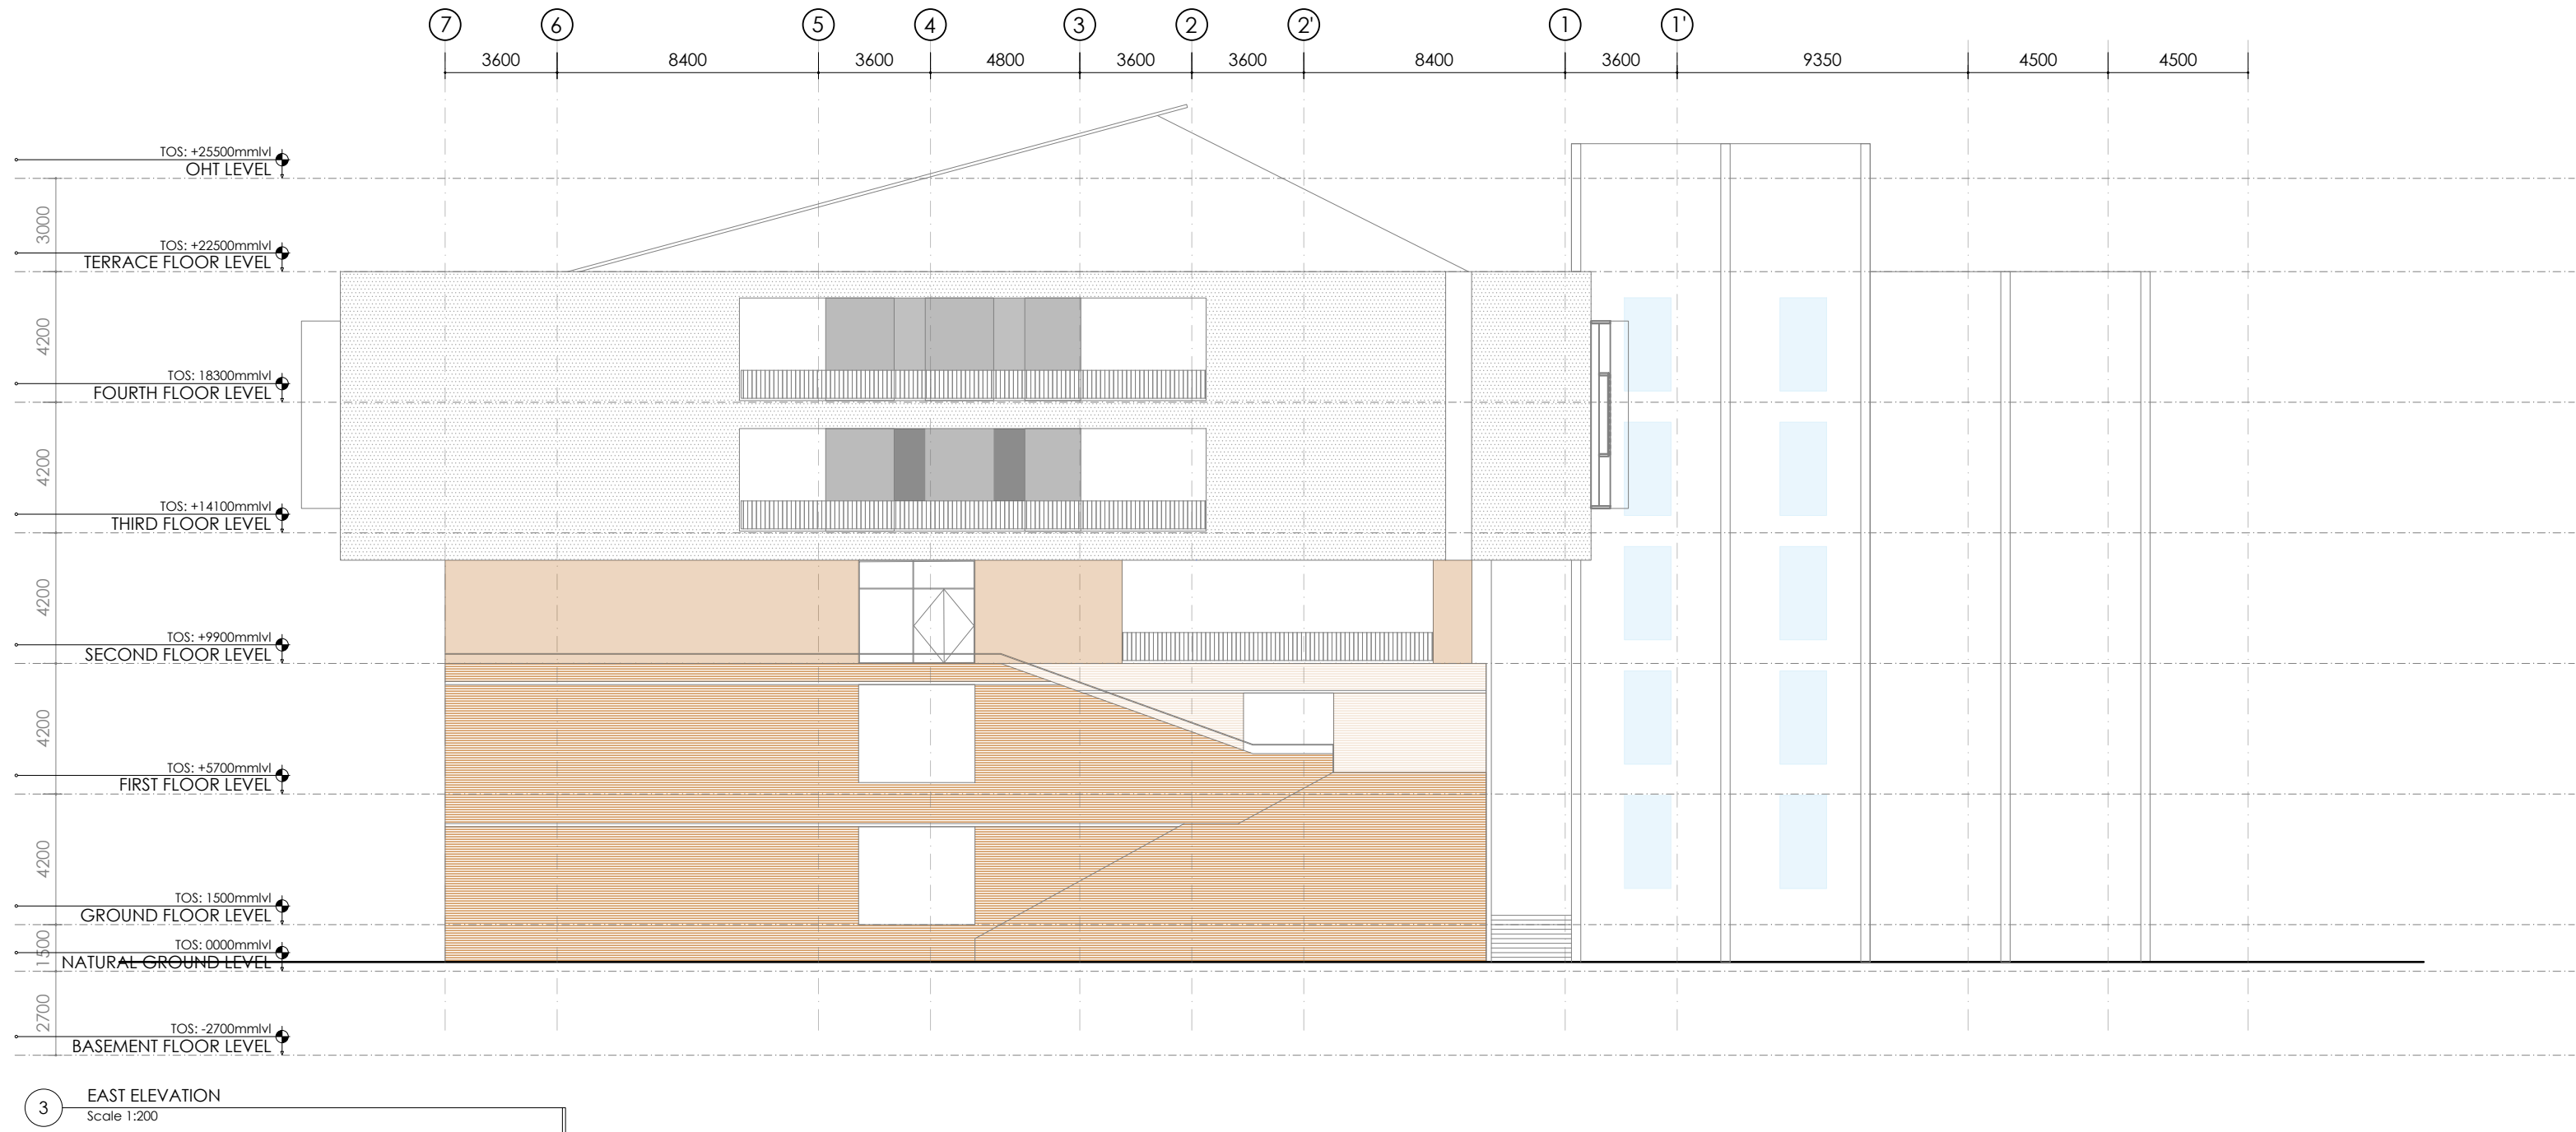 7 6 5 4 3 2 2' 1 1'
3600 8400 3600 4800 3600 3600 8400 3600 9350 4500 4500
TOS: +25500mmlvl
OHT LEVEL
3000
TOS: +22500mmlvl
TERRACE FLOOR LEVEL
4200
TOS: 18300mmlvl
FOURTH FLOOR LEVEL
4200
TOS: +14100mmlvl
THIRD FLOOR LEVEL
4200
TOS: +9900mmlvl
SECOND FLOOR LEVEL
4200
TOS: +5700mmlvl
FIRST FLOOR LEVEL
4200
TOS: 1500mmlvl
GROUND FLOOR LEVEL
1500
TOS: 0000mmlvl
NATURAL GROUND LEVEL
2700
TOS: -2700mmlvl
BASEMENT FLOOR LEVEL
3
EAST ELEVATION
Scale 1:200